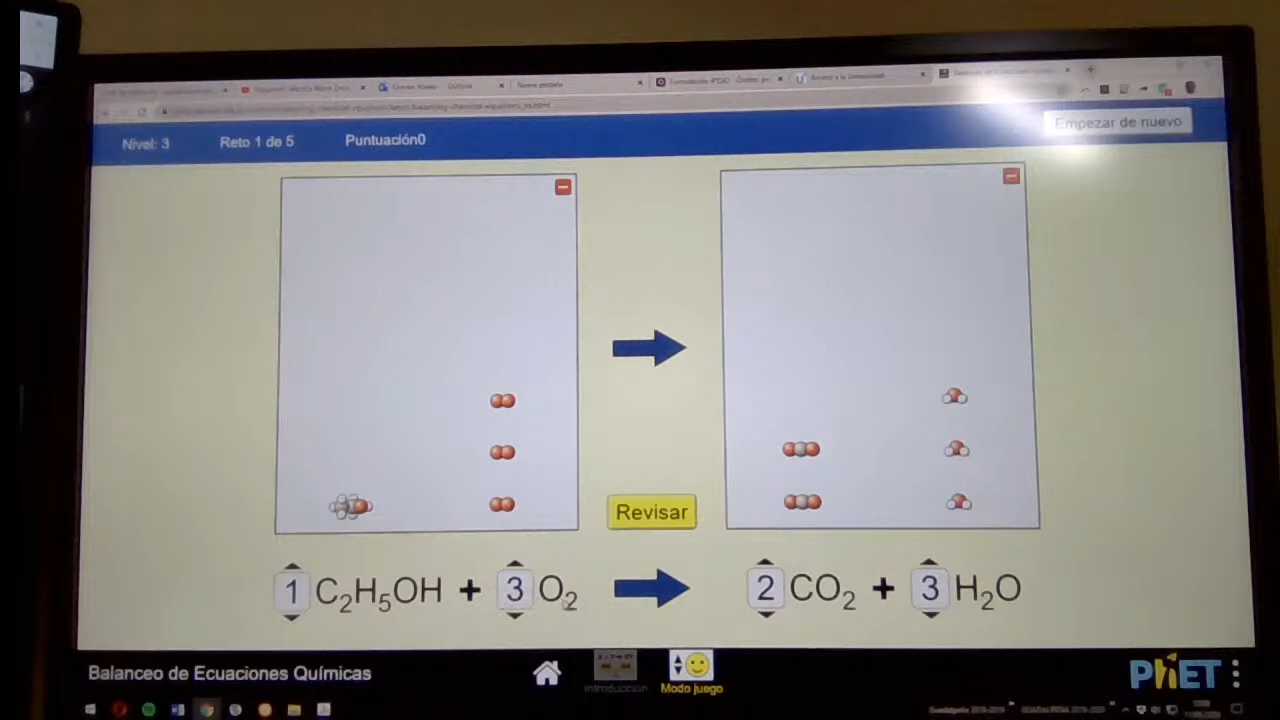 Nivel: 3 Reto 1 de 5 Puntuación0 Empezar de nuevo
Revisar
1 C₂H₅OH + 3 O₂ 2 CO₂ + 3 H₂O
Balanceo de Ecuaciones Químicas
Introducción
Modo juego
PhET